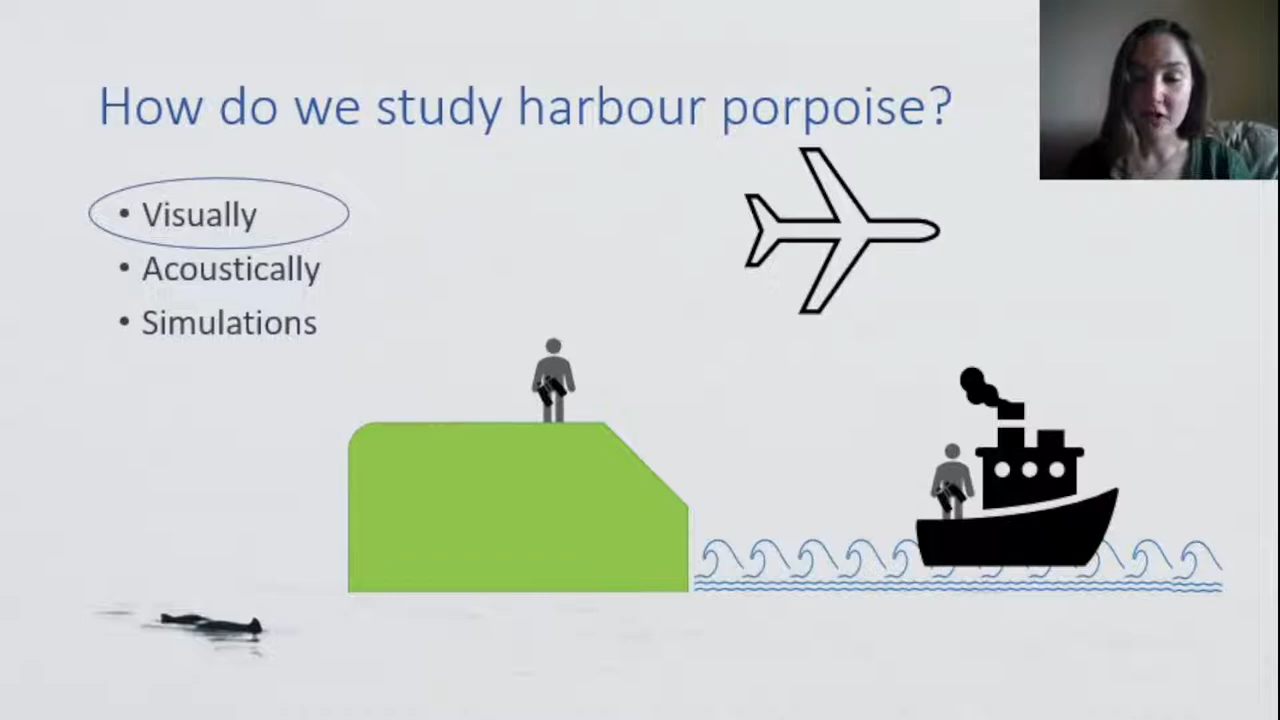 How do we study harbour porpoise?
• Visually
• Acoustically
• Simulations